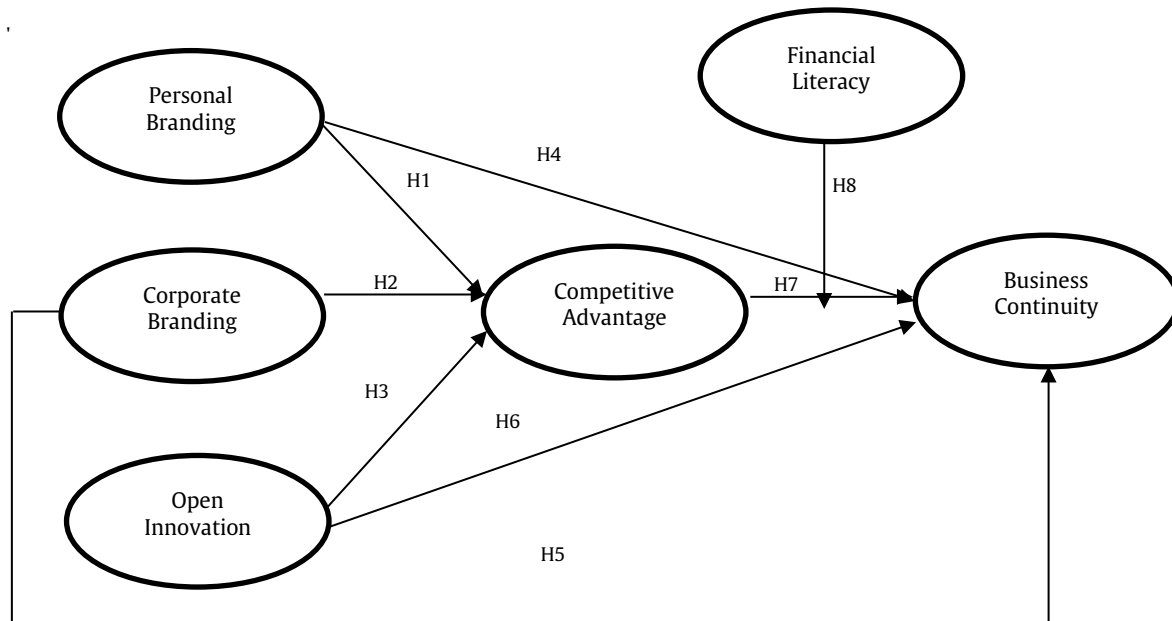 Financial
Literacy
Personal
Branding
H4
H1
H8
H2
H7
Corporate
Branding
Competitive
Advantage
Business
Continuity
H3
H6
Open
Innovation
H5